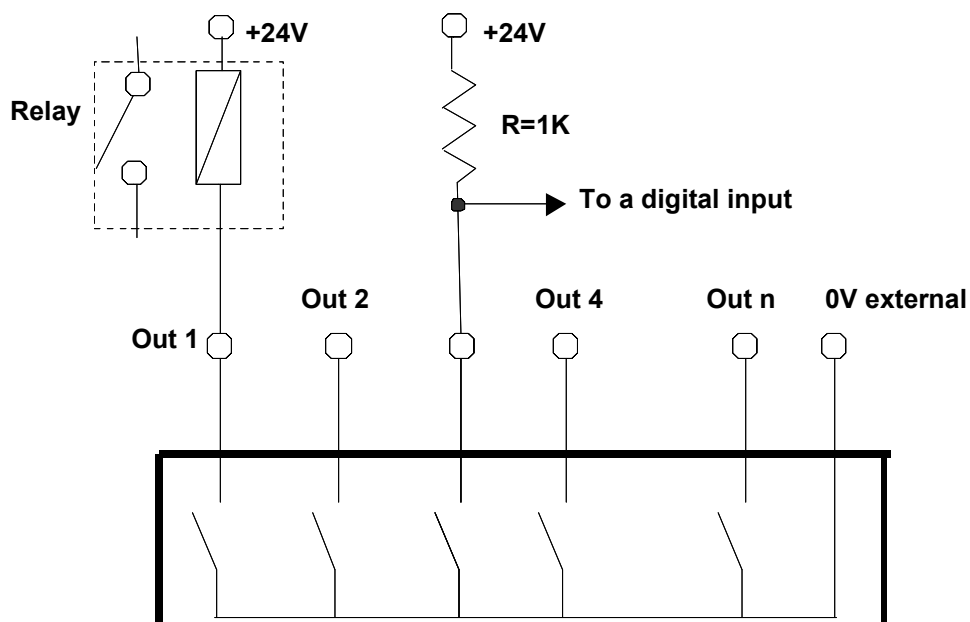 +24V
+24V
Relay
R=1K
To a digital input
Out 2
Out 4
Out n
0V external
Out 1